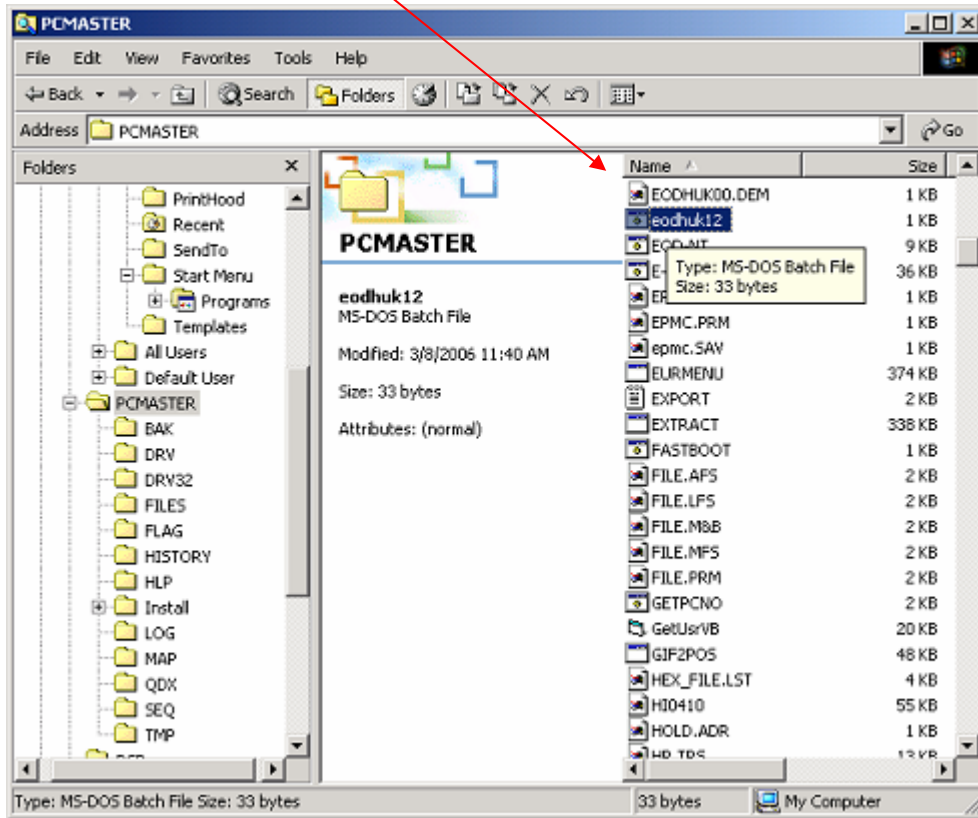 PCMASTER
File Edit View Favorites Tools Help
Back Search Folders
Address PCMASTER Go
Folders
PrintHood
Recent
SendTo
Start Menu
Programs
Templates
All Users
Default User
PCMASTER
BAK
DRV
DRV32
FILES
FLAG
HISTORY
HLP
Install
LOG
MAP
QDX
SEQ
TMP
PCMASTER
eodhuk12
MS-DOS Batch File
Modified: 3/8/2006 11:40 AM
Size: 33 bytes
Attributes: (normal)
Name Size
EODHUK00.DEM 1 KB
eodhuk12 1 KB
EOD-NT 9 KB
E- 36 KB
Type: MS-DOS Batch File
Size: 33 bytes
1 KB
EPMC.PRM 1 KB
epmc.SAV 1 KB
EURMENU 374 KB
EXPORT 2 KB
EXTRACT 338 KB
FASTBOOT 1 KB
FILE.AFS 2 KB
FILE.LFS 2 KB
FILE.M&B 2 KB
FILE.MFS 2 KB
FILE.PRM 2 KB
GETPCNO 2 KB
GetUsrVB 20 KB
GIF2POS 48 KB
HEX_FILE.LST 4 KB
HI0410 55 KB
HOLD.ADR 1 KB
13 KB
Type: MS-DOS Batch File Size: 33 bytes 33 bytes My Computer